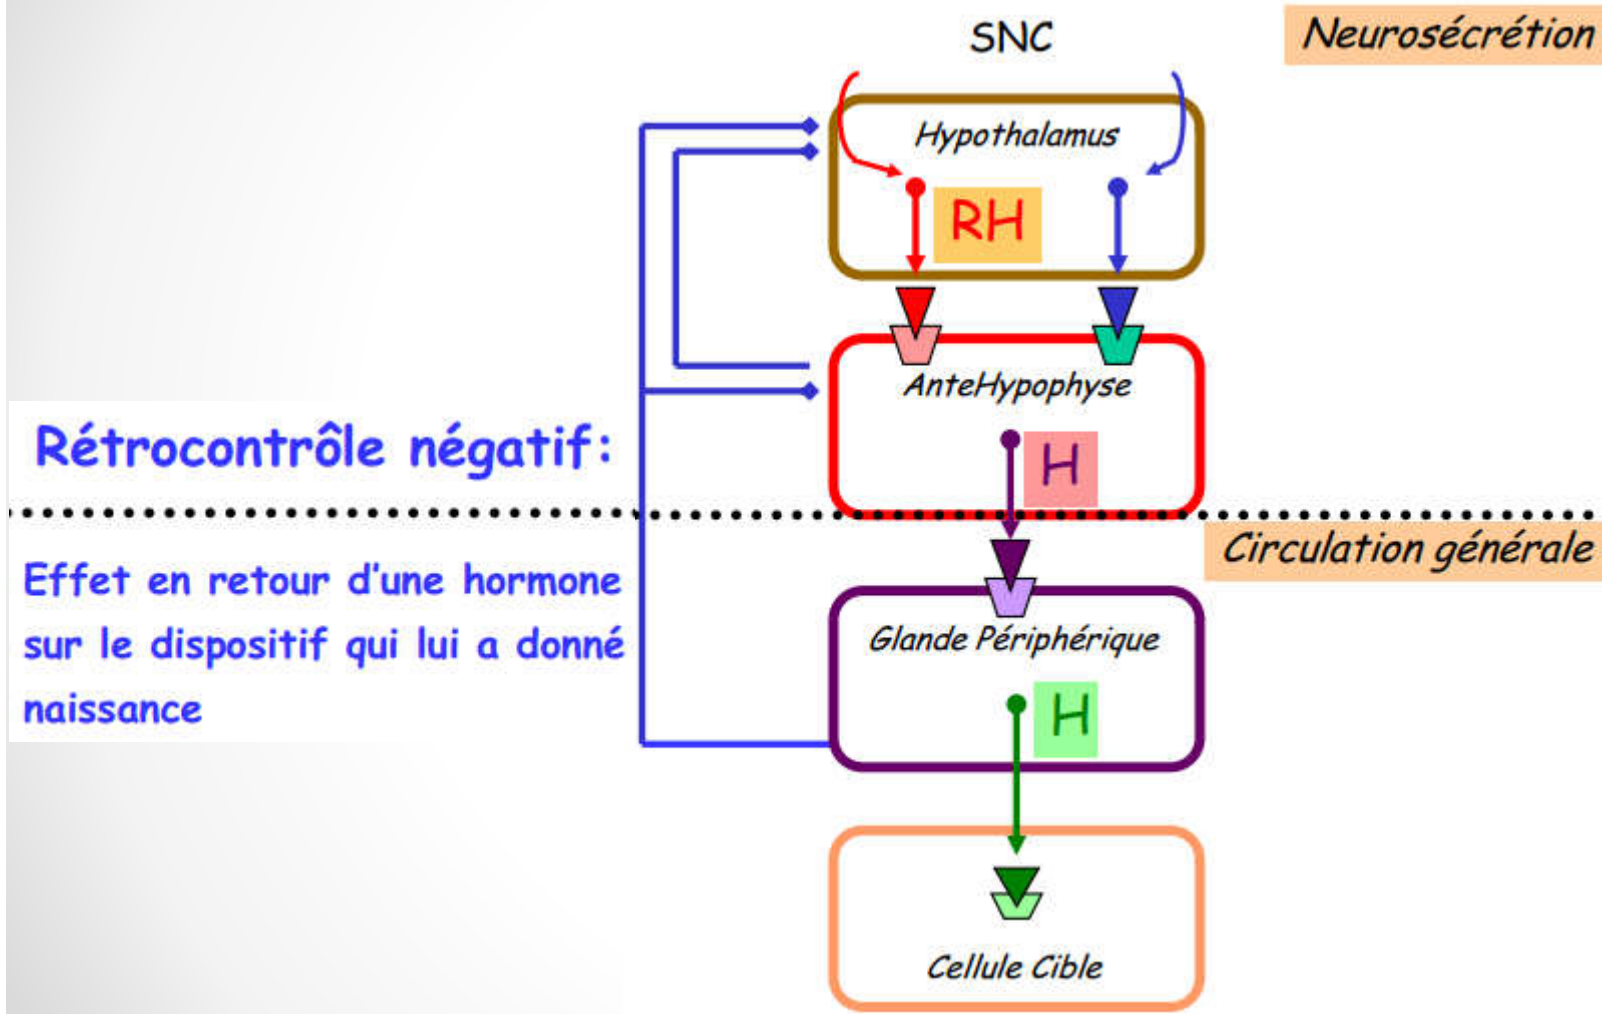 SNC
Neurosécrétion
Hypothalamus
RH
AnteHypophyse
Rétrocontrôle négatif:
H
Circulation générale
Effet en retour d'une hormone
sur le dispositif qui lui a donné
naissance
Glande Périphérique
H
Cellule Cible